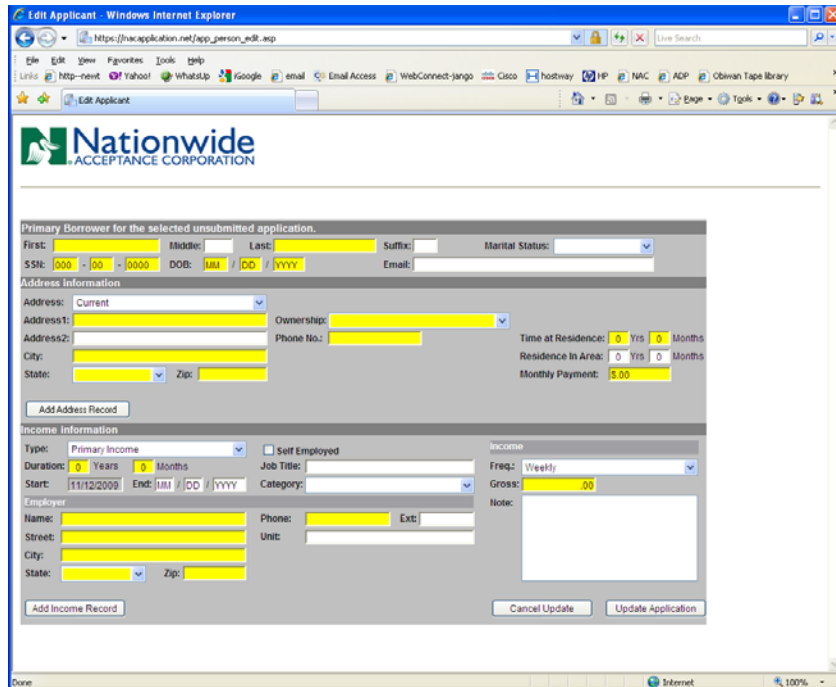 Edit Applicant - Windows Internet Explorer
https://nacapplication.net/app_person_edit.asp Live Search
File Edit View Favorites Tools Help
Links http--newt Yahoo! WhatsUp iGoogle email Email Access WebConnect-jango Cisco hostway HP NAC ADP Obiwan Tape library
Edit Applicant Page Tools
Nationwide
ACCEPTANCE CORPORATION
Primary Borrower for the selected unsubmitted application.
First: Middle: Last: Suffix: Marital Status:
SSN: 000 - 00 - 0000 DOB: MM / DD / YYYY Email:
Address information
Address: Current
Address1: Ownership:
Address2: Phone No.: Time at Residence: 0 Yrs 0 Months
City: Residence In Area: 0 Yrs 0 Months
State: Zip: Monthly Payment: $.00
Add Address Record
Income information
Type: Primary Income Self Employed Income
Duration: 0 Years 0 Months Job Title: Freq.: Weekly
Start: 11/12/2009 End: MM / DD / YYYY Category: Gross: .00
Employer Note:
Name: Phone: Ext:
Street: Unit:
City:
State: Zip:
Add Income Record Cancel Update Update Application
Done Internet 100%